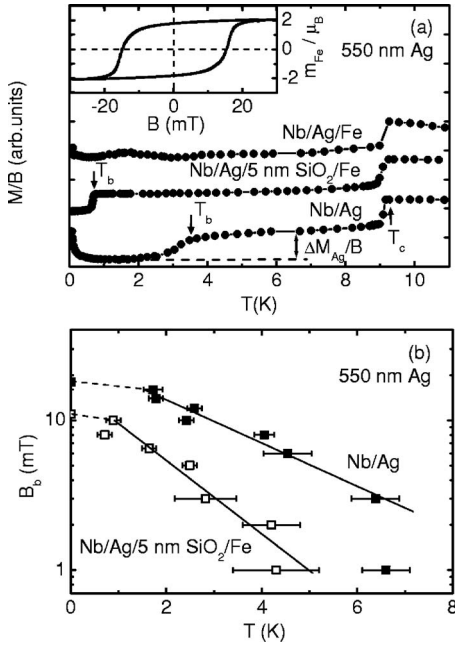 (a)
550 nm Ag
2
0
-2
m_Fe / μ_B
-20
0
20
B (mT)
M/B (arb.units)
Nb/Ag/Fe
Nb/Ag/5 nm SiO₂/Fe
T_b
T_b
Nb/Ag
ΔM_Ag/B
T_c
0
2
4
6
8
10
T(K)
(b)
550 nm Ag
10
1
B_b (mT)
Nb/Ag
Nb/Ag/5 nm SiO₂/Fe
0
2
4
6
8
T (K)